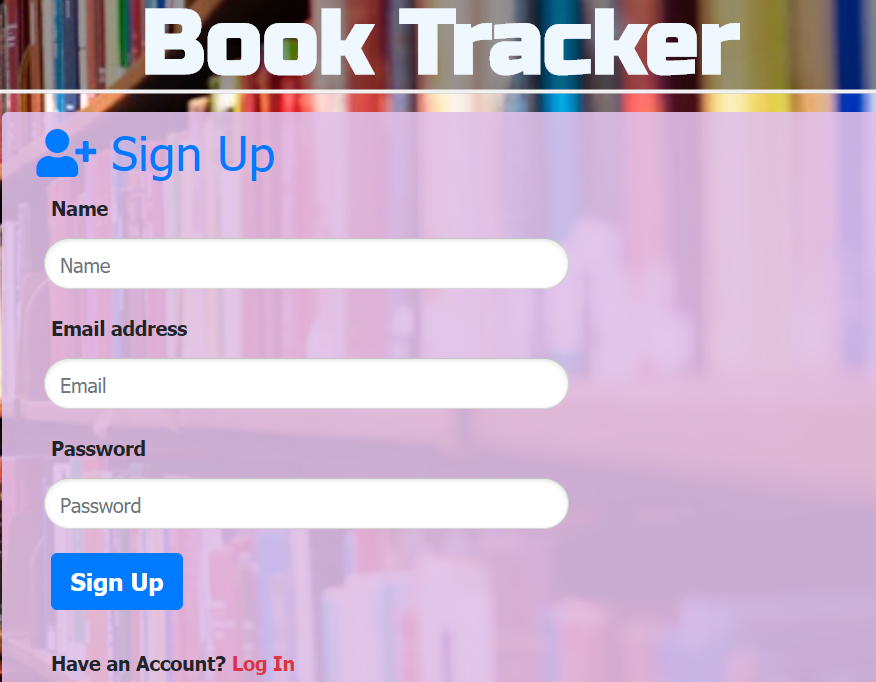 Book Tracker
Sign Up
Name
Name
Email address
Email
Password
Password
Sign Up
Have an Account? Log In